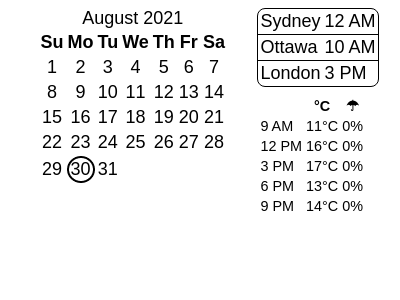 August 2021
Su Mo Tu We Th Fr Sa
1 2 3 4 5 6 7
8 9 10 11 12 13 14
15 16 17 18 19 20 21
22 23 24 25 26 27 28
29 30 31
Sydney 12 AM
Ottawa 10 AM
London 3 PM
°C ☂
9 AM 11°C 0%
12 PM 16°C 0%
3 PM 17°C 0%
6 PM 13°C 0%
9 PM 14°C 0%